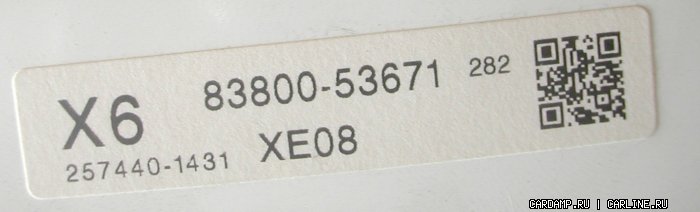 X6 83800-53671 282
257440-1431 XE08
CARDAMP.RU | CARLINE.RU